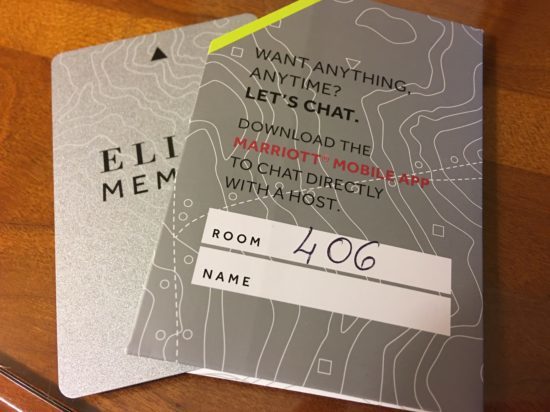 ELI
MEM
WANT ANYTHING,
ANYTIME?
LET'S CHAT.
DOWNLOAD THE
MARRIOTT MOBILE APP
TO CHAT DIRECTLY
WITH A HOST.
ROOM 406
NAME